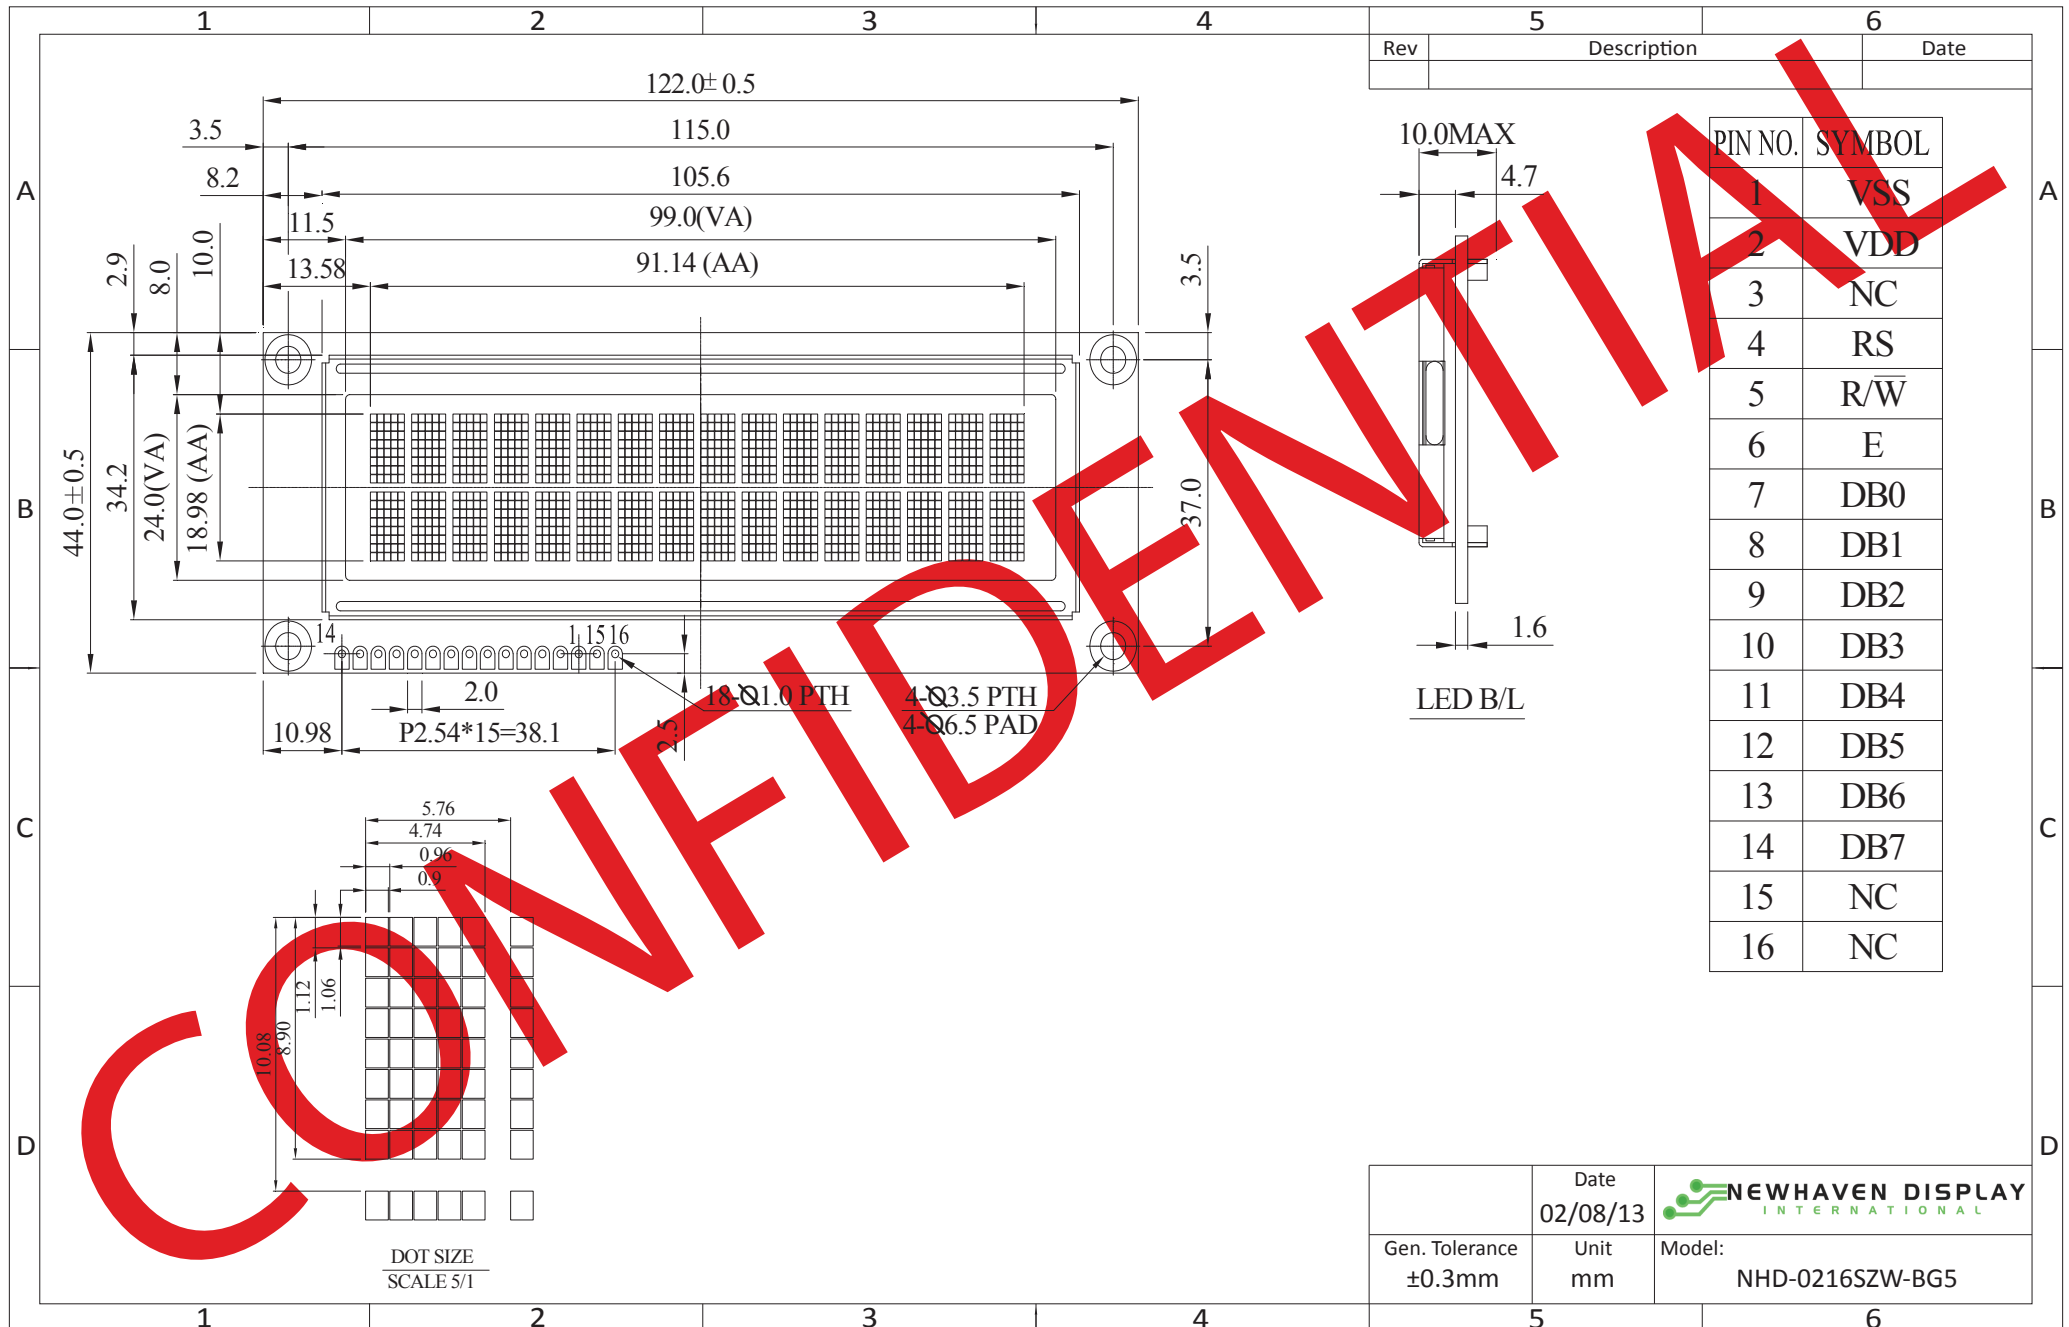 1 2 3 4 5 6
Rev Description Date
A A
B B
C C
D D
122.0± 0.5
3.5 115.0
8.2 105.6
11.5 99.0(VA)
13.58 91.14 (AA)
2.9 8.0 10.0
3.5
44.0±0.5
34.2
24.0(VA)
18.98 (AA)
37.0
14 1 15 16
2.0
10.98 P2.54*15=38.1
2.5
18-Ø1.0 PTH
4-Ø3.5 PTH
4-Ø6.5 PAD
10.0MAX
4.7
1.6
LED B/L
PIN NO. SYMBOL
1 VSS
2 VDD
3 NC
4 RS
5 R/W̅
6 E
7 DB0
8 DB1
9 DB2
10 DB3
11 DB4
12 DB5
13 DB6
14 DB7
15 NC
16 NC
CONFIDENTIAL
5.76
4.74
0.96
0.9
10.08 8.90 1.12 1.06
DOT SIZE
SCALE 5/1
Date
02/08/13
NEWHAVEN DISPLAY
INTERNATIONAL
Gen. Tolerance
±0.3mm
Unit
mm
Model:
NHD-0216SZW-BG5
1 2 3 4 5 6